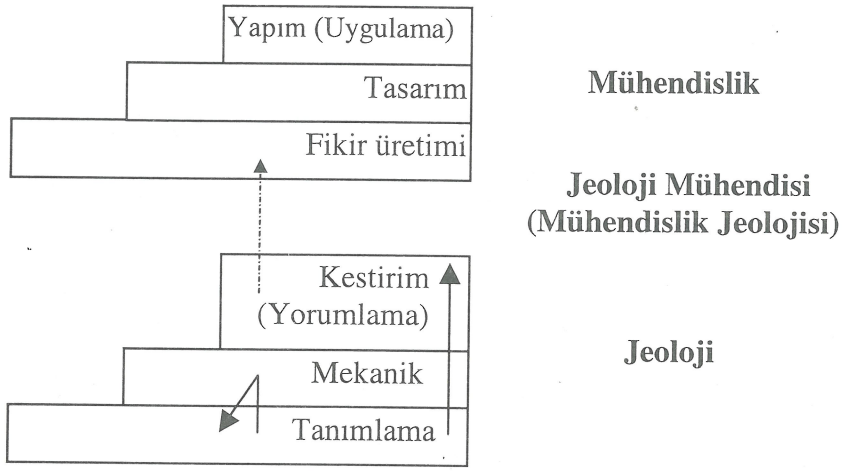 Yapım (Uygulama)
Tasarım
Mühendislik
Fikir üretimi
Jeoloji Mühendisi
(Mühendislik Jeolojisi)
Kestirim
(Yorumlama)
Jeoloji
Mekanik
Tanımlama